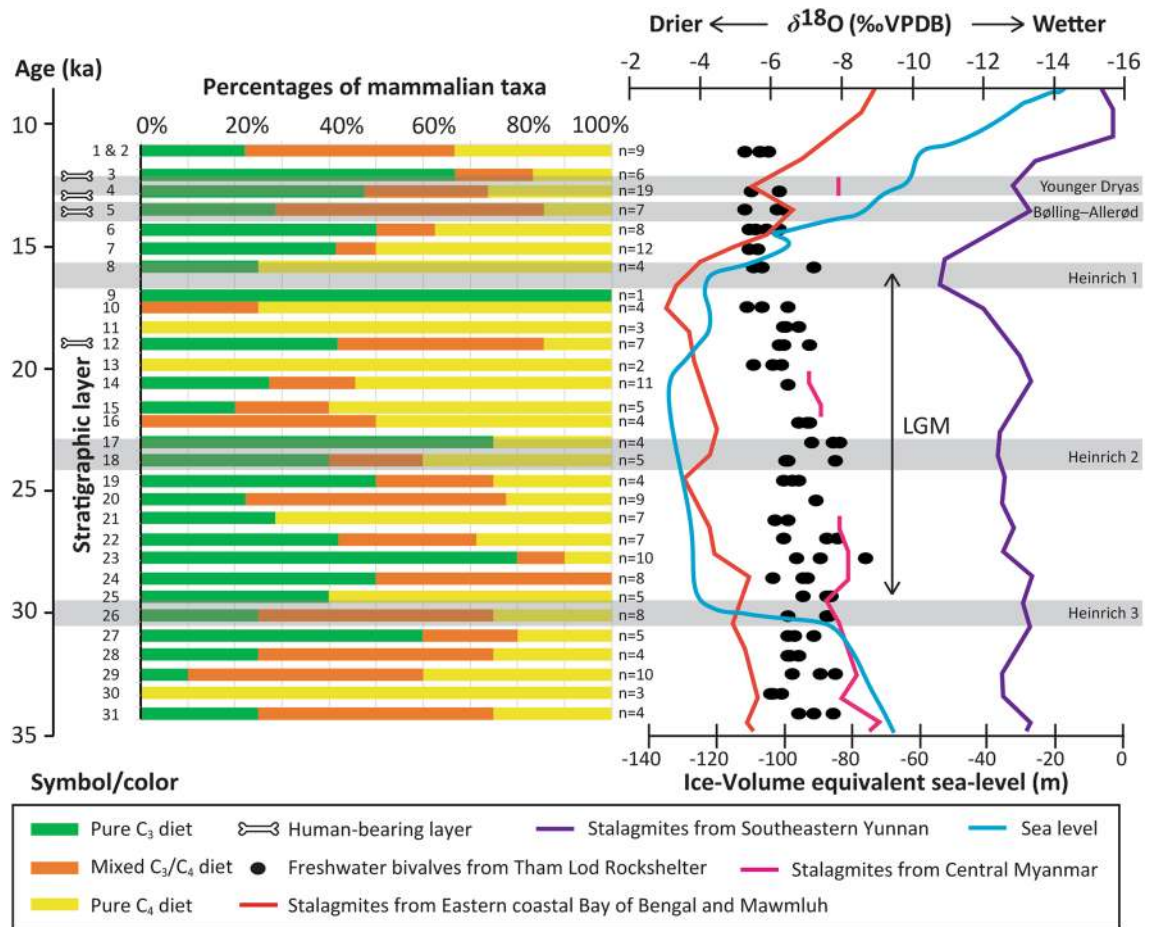 Drier ← δ18O (‰VPDB) → Wetter
-2 -4 -6 -8 -10 -12 -14 -16
Age (ka)
Percentages of mammalian taxa
0% 20% 40% 60% 80% 100%
10
15
20
25
30
35
Stratigraphic layer
1 & 2 n=9
3 n=6
4 n=19
5 n=7
6 n=8
7 n=12
8 n=4
9 n=1
10 n=4
11 n=3
12 n=7
13 n=2
14 n=11
15 n=5
16 n=4
17 n=4
18 n=5
19 n=4
20 n=9
21 n=7
22 n=7
23 n=10
24 n=8
25 n=5
26 n=8
27 n=5
28 n=4
29 n=10
30 n=3
31 n=4
Younger Dryas
Bølling–Allerød
Heinrich 1
LGM
Heinrich 2
Heinrich 3
-140 -120 -100 -80 -60 -40 -20 0
Ice-Volume equivalent sea-level (m)
Symbol/color
Pure C3 diet
Human-bearing layer
Stalagmites from Southeastern Yunnan
Sea level
Mixed C3/C4 diet
Freshwater bivalves from Tham Lod Rockshelter
Stalagmites from Central Myanmar
Pure C4 diet
Stalagmites from Eastern coastal Bay of Bengal and Mawmluh